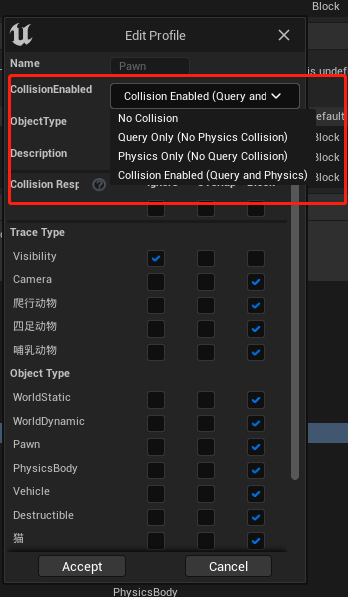 Block
Edit Profile
is undef
Name
Pawn
CollisionEnabled
Collision Enabled (Query and
ObjectType
No Collision
efault
Query Only (No Physics Collision)
Block
Description
Physics Only (No Query Collision)
Block
Collision Enabled (Query and Physics)
Block
Collision Resp
Trace Type
Visibility
Camera
爬行动物
四足动物
哺乳动物
Object Type
WorldStatic
WorldDynamic
Pawn
PhysicsBody
Vehicle
Destructible
猫
Accept
Cancel
PhysicsBody